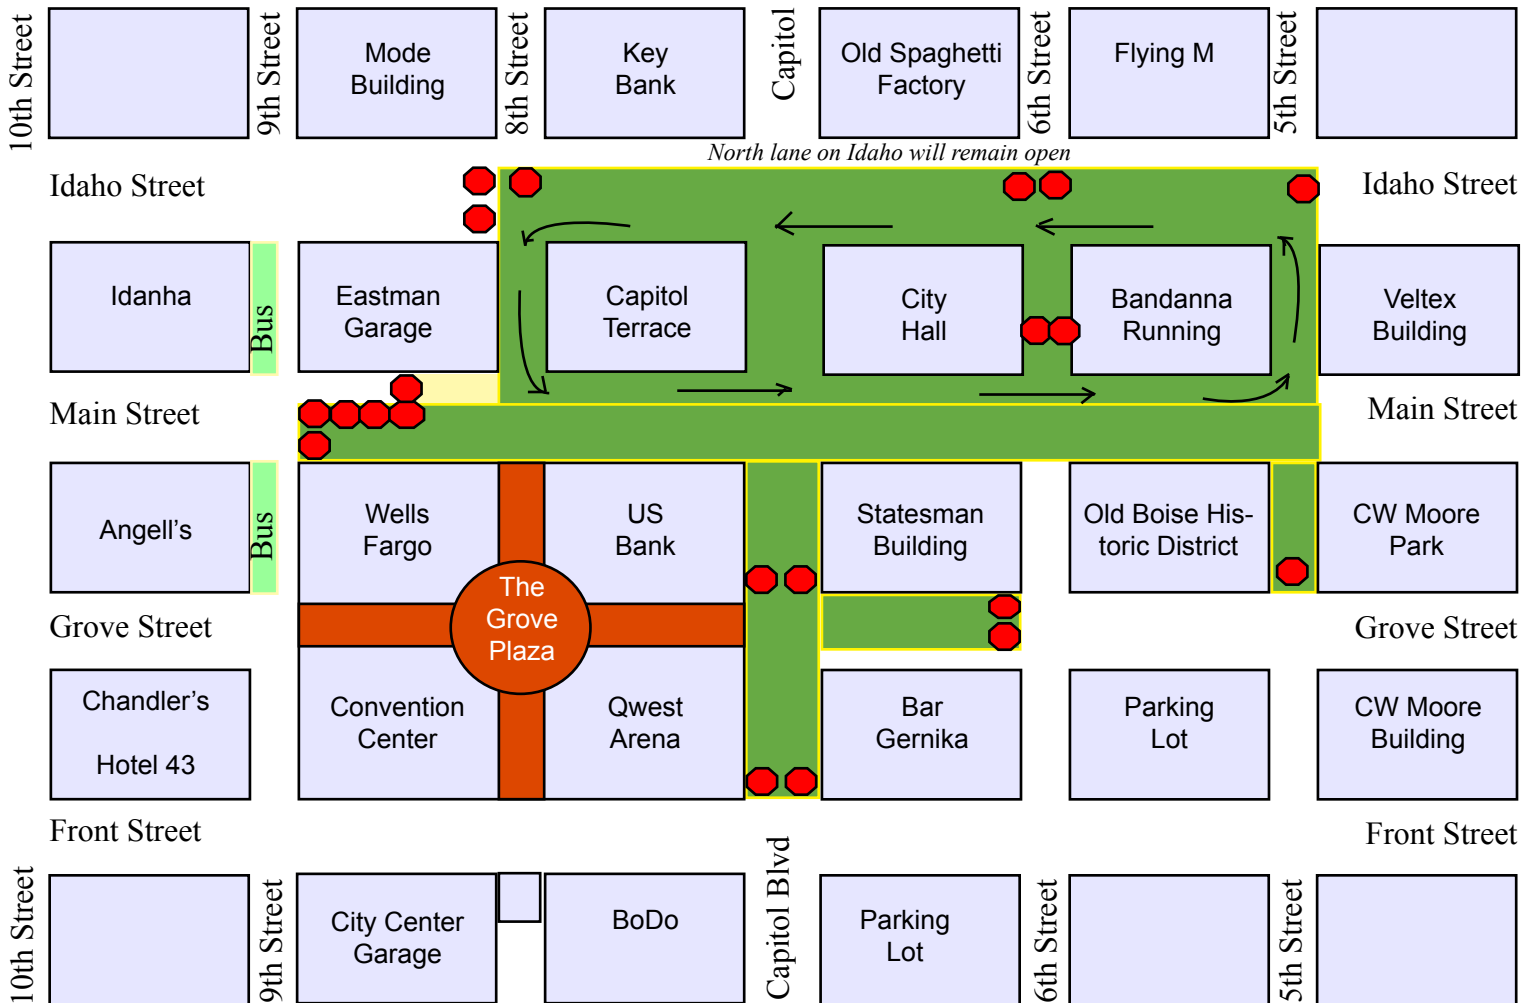 10th Street
9th Street
Mode
Building
8th Street
Key
Bank
Capitol
Old Spaghetti
Factory
6th Street
Flying M
5th Street
North lane on Idaho will remain open
Idaho Street
Idaho Street
Idanha
Bus
Eastman
Garage
Capitol
Terrace
City
Hall
Bandanna
Running
Veltex
Building
Main Street
Main Street
Angell's
Bus
Wells
Fargo
US
Bank
Statesman
Building
Old Boise His-
toric District
CW Moore
Park
The
Grove
Plaza
Grove Street
Grove Street
Chandler's
Hotel 43
Convention
Center
Qwest
Arena
Bar
Gernika
Parking
Lot
CW Moore
Building
Front Street
Front Street
10th Street
9th Street
City Center
Garage
BoDo
Capitol Blvd
Parking
Lot
6th Street
5th Street